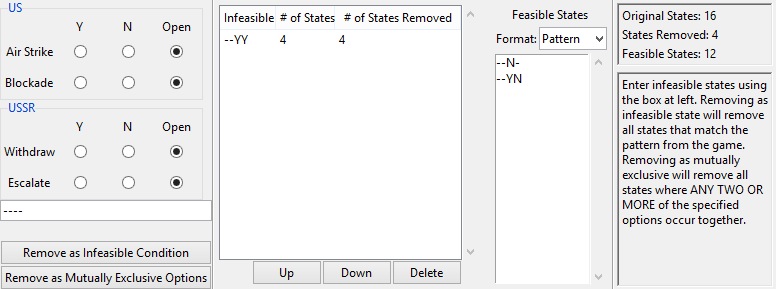 US
Y N Open
Air Strike
Blockade
USSR
Y N Open
Withdraw
Escalate
----
Remove as Infeasible Condition
Remove as Mutually Exclusive Options
Infeasible # of States # of States Removed
--YY 4 4
Up Down Delete
Feasible States
Format: Pattern
--N-
--YN
Original States: 16
States Removed: 4
Feasible States: 12
Enter infeasible states using
the box at left. Removing as
infeasible state will remove
all states that match the
pattern from the game.
Removing as mutually
exclusive will remove all
states where ANY TWO OR
MORE of the specified
options occur together.